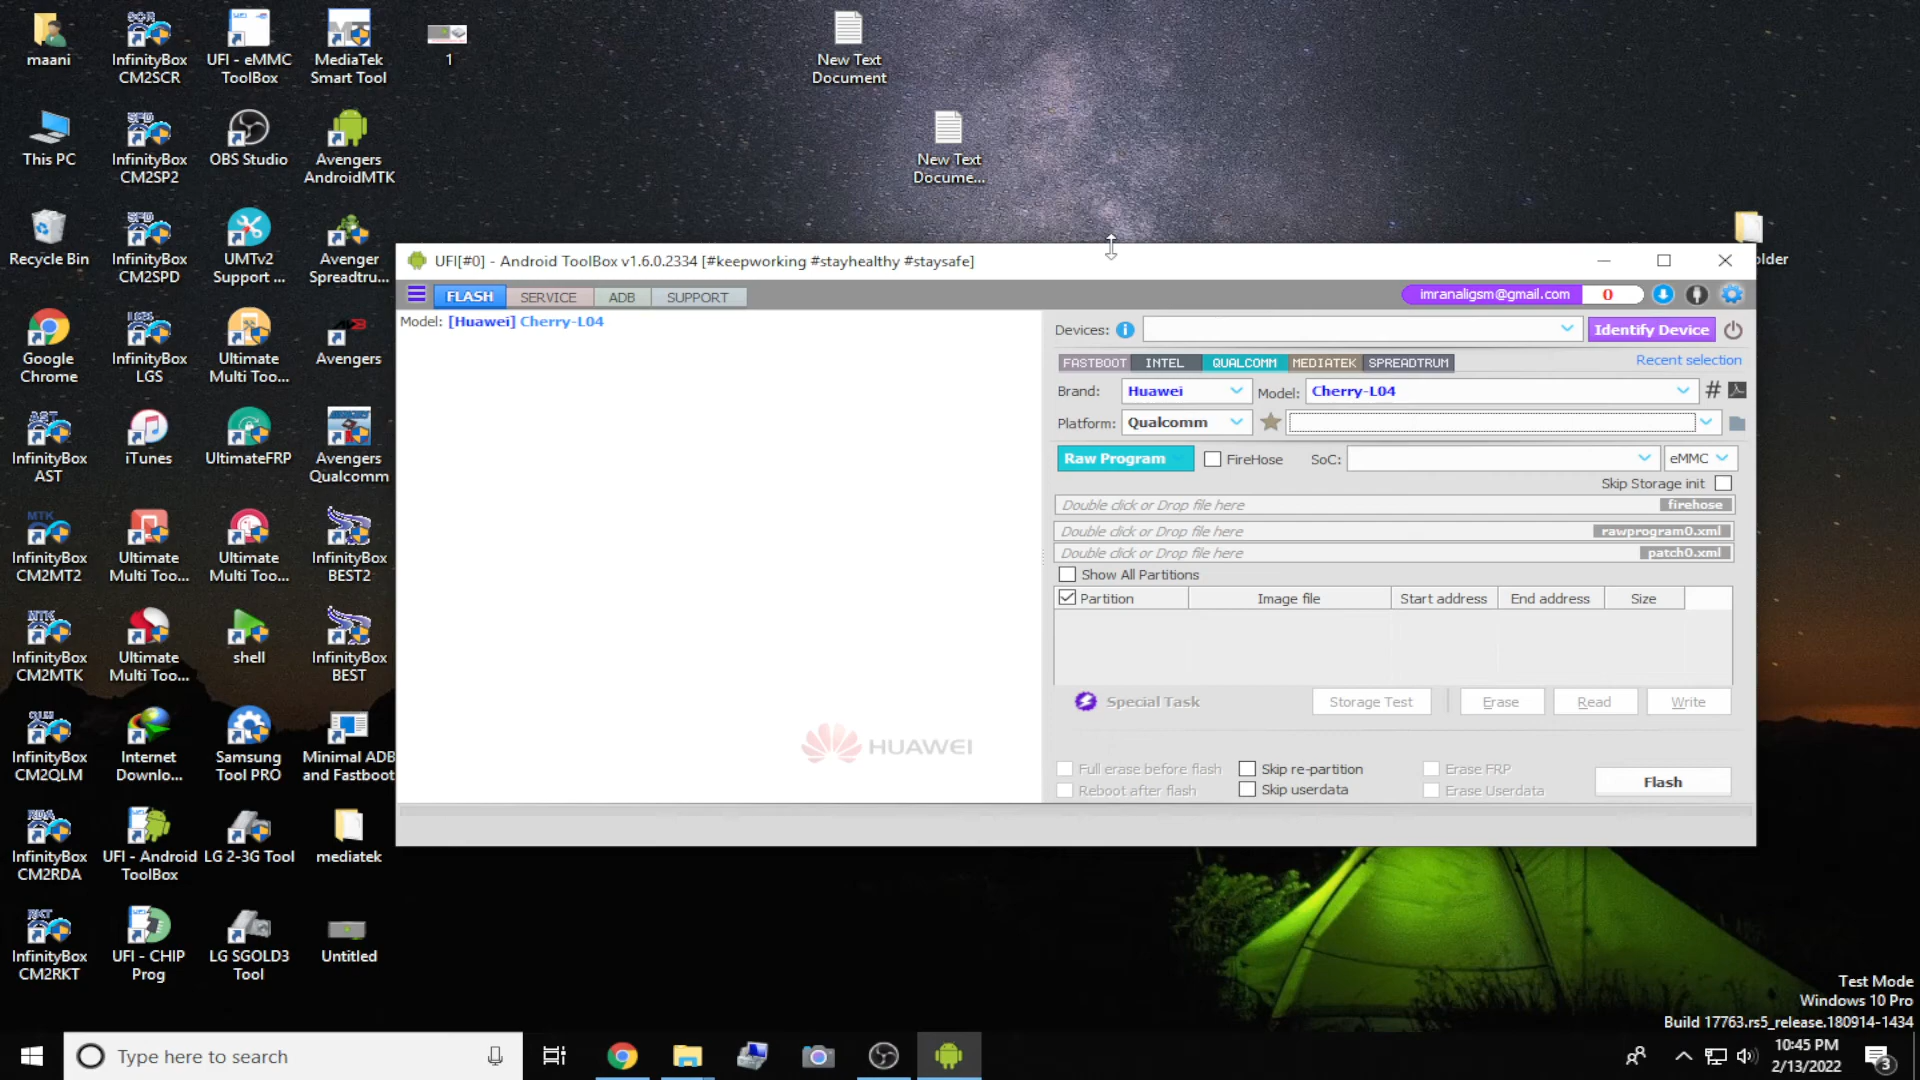 maani
InfinityBox
CM2SCR
UFI - eMMC
ToolBox
MediaTek
Smart Tool
1
New Text
Document
This PC
InfinityBox
CM2SP2
OBS Studio
Avengers
AndroidMTK
New Text
Docume...
Recycle Bin
InfinityBox
CM2SPD
UMTv2
Support ...
Avenger
Spreadtru...
older
Google
Chrome
InfinityBox
LGS
Ultimate
Multi Too...
Avengers
InfinityBox
AST
iTunes
UltimateFRP
Avengers
Qualcomm
InfinityBox
CM2MT2
Ultimate
Multi Too...
Ultimate
Multi Too...
InfinityBox
BEST2
InfinityBox
CM2MTK
Ultimate
Multi Too...
shell
InfinityBox
BEST
InfinityBox
CM2QLM
Internet
Downlo...
Samsung
Tool PRO
Minimal ADB
and Fastboot
InfinityBox
CM2RDA
UFI - Android
ToolBox
LG 2-3G Tool
mediatek
InfinityBox
CM2RKT
UFI - CHIP
Prog
LG SGOLD3
Tool
Untitled
UFI[#0] - Android ToolBox v1.6.0.2334 [#keepworking #stayhealthy #staysafe]
FLASH SERVICE ADB SUPPORT imranaligsm@gmail.com 0
Model: [Huawei] Cherry-L04
HUAWEI
Devices: Identify Device
FASTBOOT INTEL QUALCOMM MEDIATEK SPREADTRUM Recent selection
Brand: Huawei Model: Cherry-L04 #
Platform: Qualcomm
Raw Program FireHose SoC: eMMC
Skip Storage init
Double click or Drop file here firehose
Double click or Drop file here rawprogram0.xml
Double click or Drop file here patch0.xml
Show All Partitions
Partition Image file Start address End address Size
Special Task Storage Test Erase Read Write
Full erase before flash Skip re-partition Erase FRP
Reboot after flash Skip userdata Erase Userdata
Flash
Test Mode
Windows 10 Pro
Build 17763.rs5_release.180914-1434
Type here to search
10:45 PM
2/13/2022
3